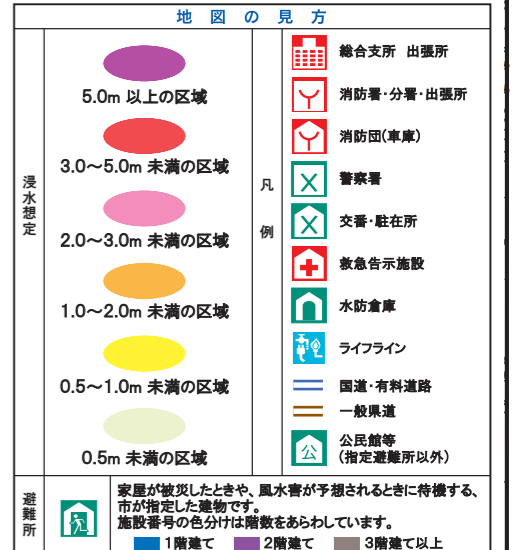 地図の見方
浸水想定
5.0m 以上の区域
3.0～5.0m 未満の区域
2.0～3.0m 未満の区域
1.0～2.0m 未満の区域
0.5～1.0m 未満の区域
0.5m 未満の区域
凡例
総合支所 出張所
消防署・分署・出張所
消防団(車庫)
警察署
交番・駐在所
救急告示施設
水防倉庫
ライフライン
国道・有料道路
一般県道
公
公民館等
(指定避難所以外)
避難所
家屋が被災したときや、風水害が予想されるときに待機する、
市が指定した建物です。
施設番号の色分けは階数をあらわしています。
1階建て 2階建て 3階建て以上